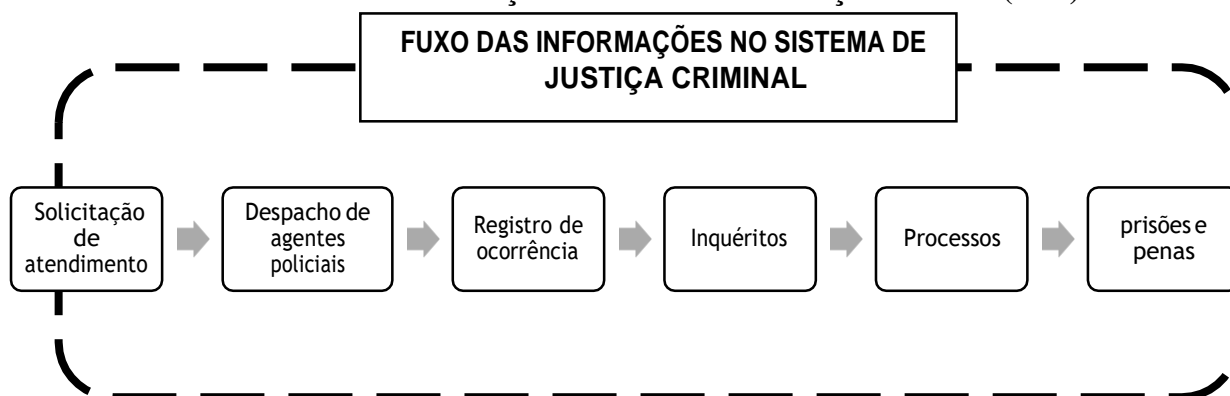 FUXO DAS INFORMAÇÕES NO SISTEMA DE
JUSTIÇA CRIMINAL
Solicitação
de
atendimento
Despacho de
agentes
policiais
Registro de
ocorrência
Inquéritos
Processos
prisões e
penas